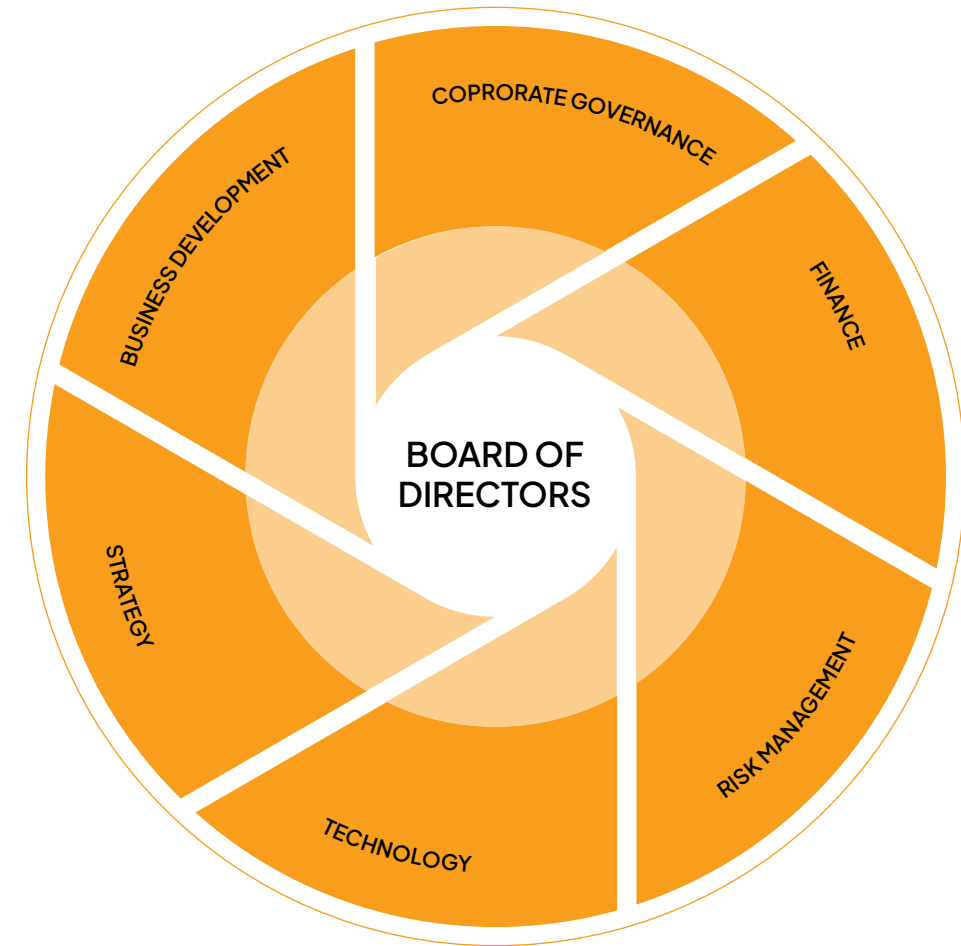 COPRORATE GOVERNANCE
FINANCE
RISK MANAGEMENT
TECHNOLOGY
STRATEGY
BUSINESS DEVELOPMENT
BOARD OF
DIRECTORS